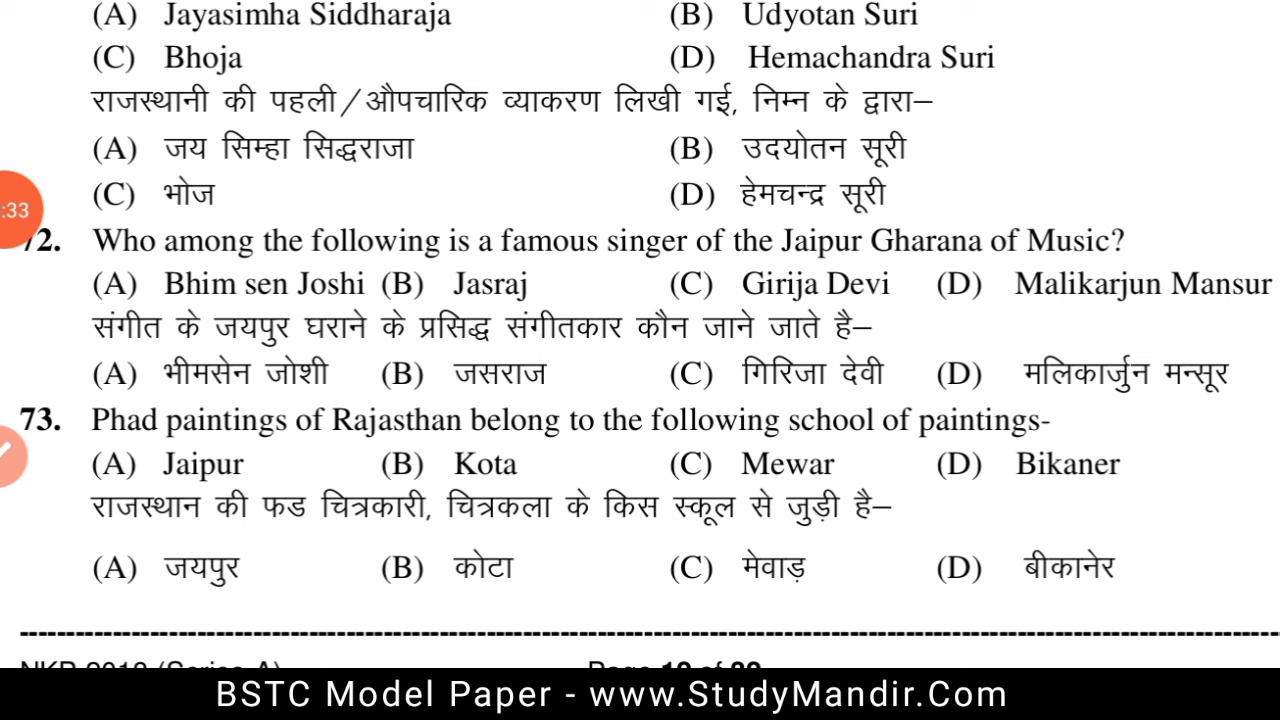 (A) Jayasimha Siddharaja (B) Udyotan Suri
(C) Bhoja (D) Hemachandra Suri
राजस्थानी की पहली/औपचारिक व्याकरण लिखी गई, निम्न के द्वारा–
(A) जय सिम्हा सिद्धराजा (B) उदयोतन सूरी
(C) भोज (D) हेमचन्द्र सूरी
:33
72. Who among the following is a famous singer of the Jaipur Gharana of Music?
(A) Bhim sen Joshi (B) Jasraj (C) Girija Devi (D) Malikarjun Mansur
संगीत के जयपुर घराने के प्रसिद्ध संगीतकार कौन जाने जाते है–
(A) भीमसेन जोशी (B) जसराज (C) गिरिजा देवी (D) मलिकार्जुन मन्सूर
73. Phad paintings of Rajasthan belong to the following school of paintings-
(A) Jaipur (B) Kota (C) Mewar (D) Bikaner
राजस्थान की फड चित्रकारी, चित्रकला के किस स्कूल से जुड़ी है–
(A) जयपुर (B) कोटा (C) मेवाड़ (D) बीकानेर
BSTC Model Paper - www.StudyMandir.Com